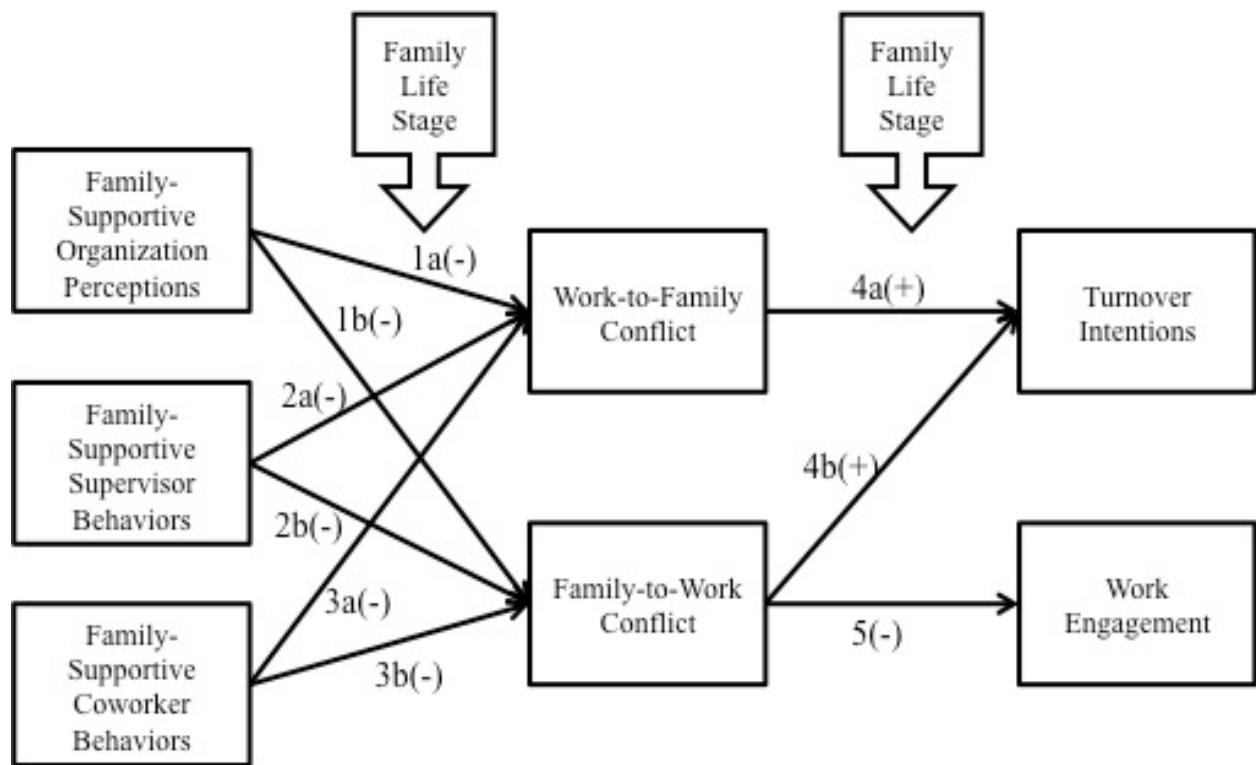 Family
Life
Stage
Family
Life
Stage
Family-
Supportive
Organization
Perceptions
1a(-)
1b(-)
Work-to-Family
Conflict
4a(+)
Turnover
Intentions
Family-
Supportive
Supervisor
Behaviors
2a(-)
2b(-)
4b(+)
Family-
Supportive
Coworker
Behaviors
3a(-)
3b(-)
Family-to-Work
Conflict
5(-)
Work
Engagement